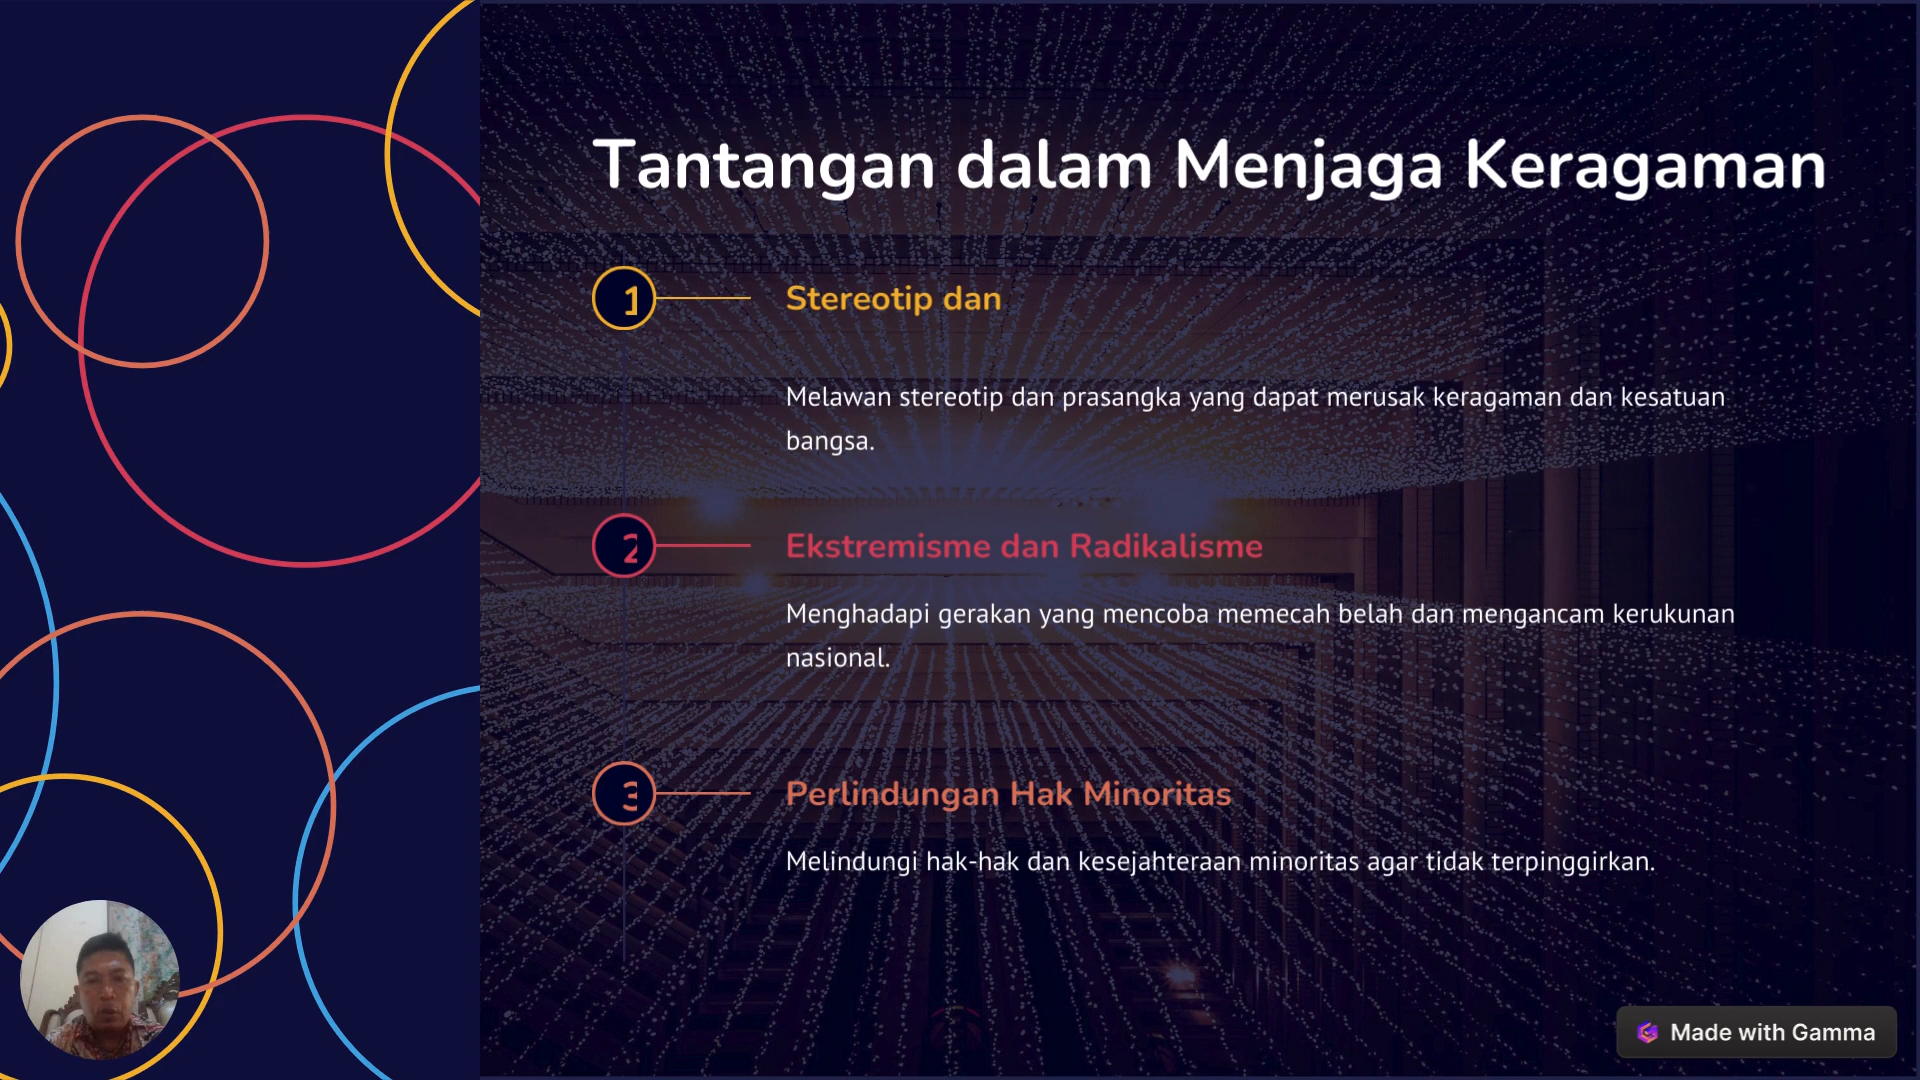 Tantangan dalam Menjaga Keragaman
1
Stereotip dan
Melawan stereotip dan prasangka yang dapat merusak keragaman dan kesatuan
bangsa.
2
Ekstremisme dan Radikalisme
Menghadapi gerakan yang mencoba memecah belah dan mengancam kerukunan
nasional.
3
Perlindungan Hak Minoritas
Melindungi hak-hak dan kesejahteraan minoritas agar tidak terpinggirkan.
Made with Gamma